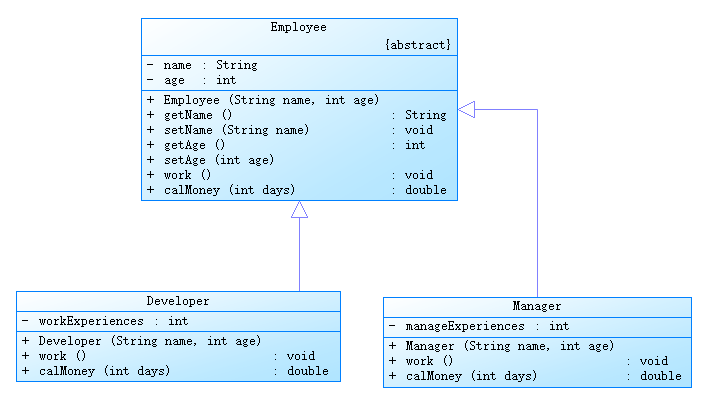 Employee
{abstract}
- name : String
- age : int
+ Employee (String name, int age)
+ getName () : String
+ setName (String name) : void
+ getAge () : int
+ setAge (int age)
+ work () : void
+ calMoney (int days) : double
Developer
- workExperiences : int
+ Developer (String name, int age)
+ work () : void
+ calMoney (int days) : double
Manager
- manageExperiences : int
+ Manager (String name, int age)
+ work () : void
+ calMoney (int days) : double